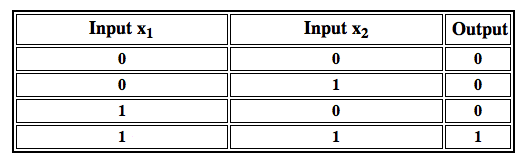 Input x₁ Input x₂ Output
0 0 0
0 1 0
1 0 0
1 1 1